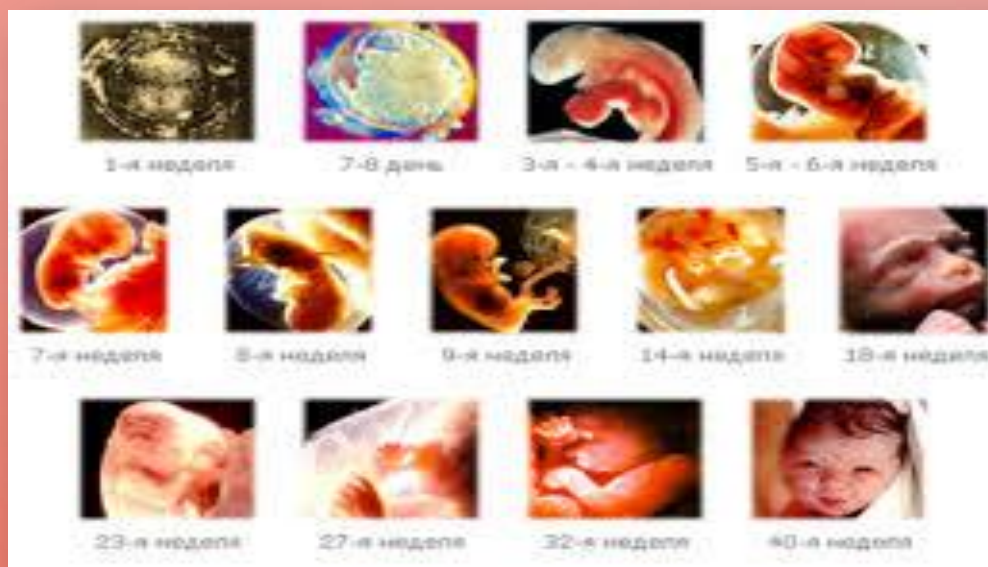 1-я неделя
7-8 день
3-я - 4-я неделя
5-я - 6-я неделя
7-я неделя
8-я неделя
9-я неделя
14-я неделя
18-я неделя
23-я неделя
27-я неделя
32-я неделя
40-я неделя